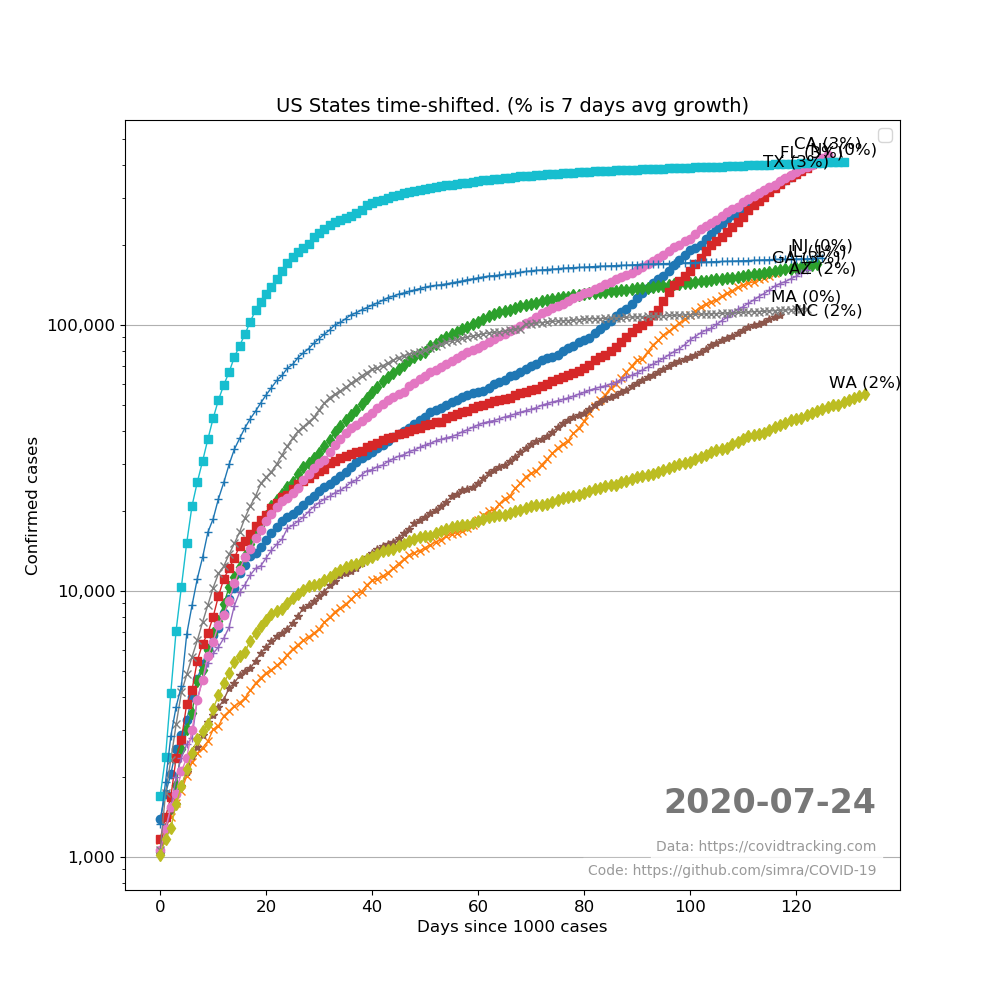 US States time-shifted. (% is 7 days avg growth)
CA (3%)
NY (0%)
FL (3%)
TX (3%)
NJ (0%)
GA (3%)
AZ (2%)
MA (0%)
NC (2%)
WA (2%)
100,000
10,000
1,000
Confirmed cases
2020-07-24
Data: https://covidtracking.com
Code: https://github.com/simra/COVID-19
0 20 40 60 80 100 120
Days since 1000 cases